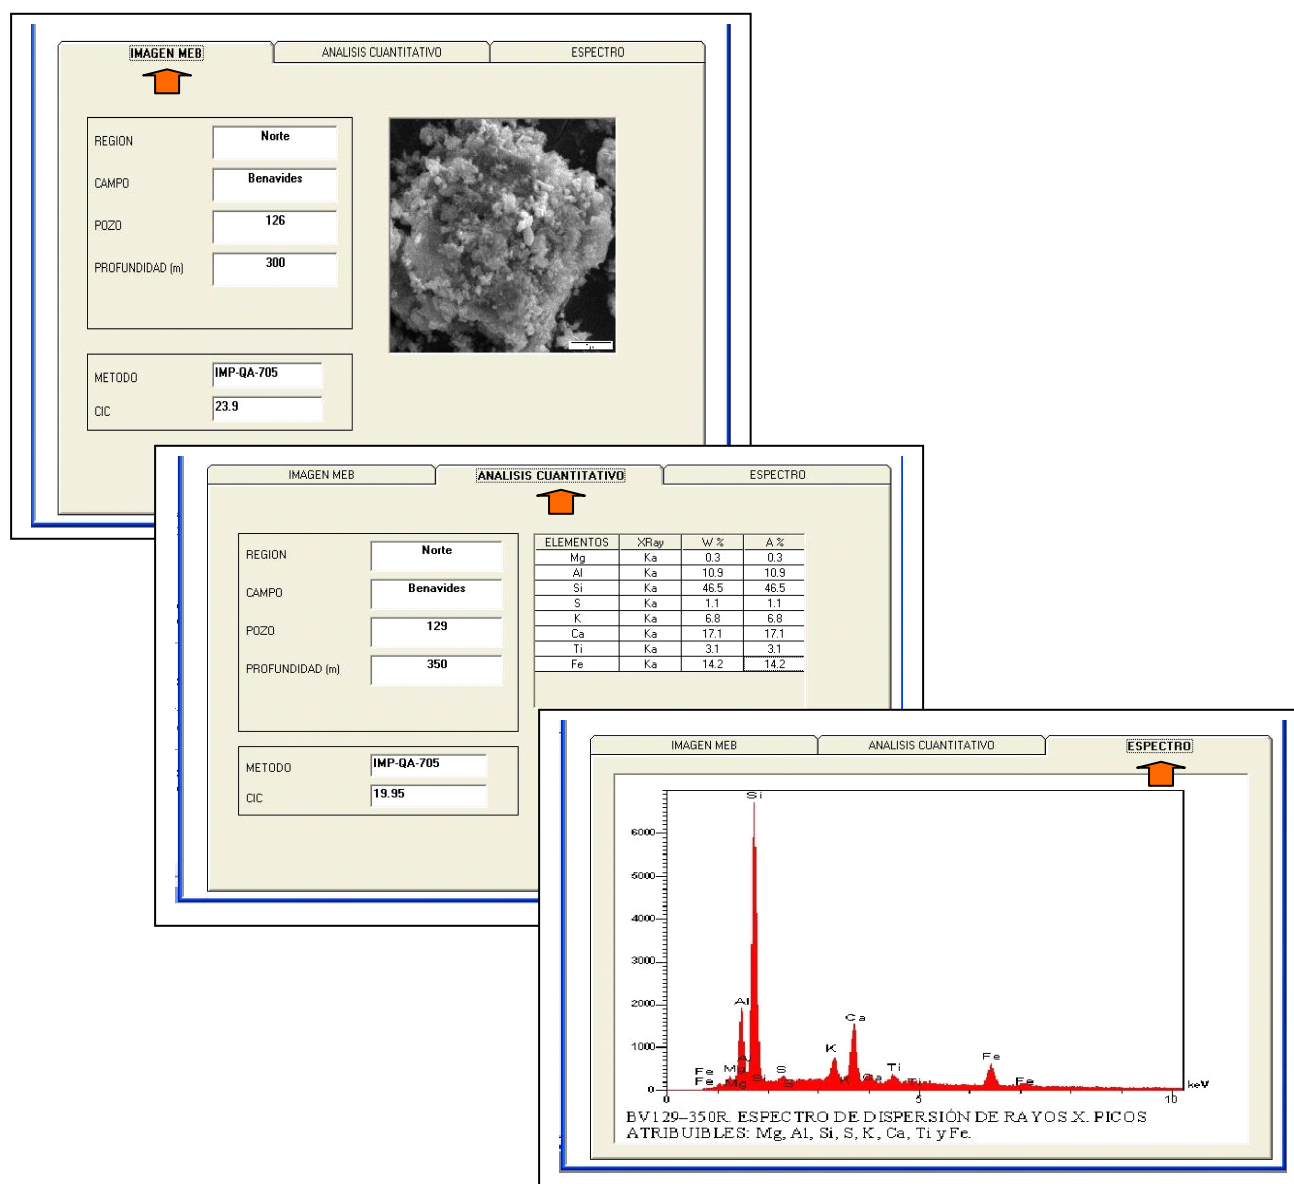 IMAGEN MEB ANALISIS CUANTITATIVO ESPECTRO
REGION Norte
CAMPO Benavides
POZO 126
PROFUNDIDAD (m) 300
METODO IMP-QA-705
CIC 23.9
IMAGEN MEB ANALISIS CUANTITATIVO ESPECTRO
REGION Norte
CAMPO Benavides
POZO 129
PROFUNDIDAD (m) 350
METODO IMP-QA-705
CIC 19.95
ELEMENTOS XRay W % A %
Mg Ka 0.3 0.3
Al Ka 10.9 10.9
Si Ka 46.5 46.5
S Ka 1.1 1.1
K Ka 6.8 6.8
Ca Ka 17.1 17.1
Ti Ka 3.1 3.1
Fe Ka 14.2 14.2
IMAGEN MEB ANALISIS CUANTITATIVO ESPECTRO
Si
6000
5000
4000
3000
2000
1000
0
Al
Ca
K
Fe
Ti
S
Fe Mg
Fe Mg Si S K Ca Ti Fe
keV
0 5 10
BV129–350R. ESPECTRO DE DISPERSIÓN DE RAYOS X. PICOS
ATRIBUIBLES: Mg, Al, Si, S, K, Ca, Ti y Fe.